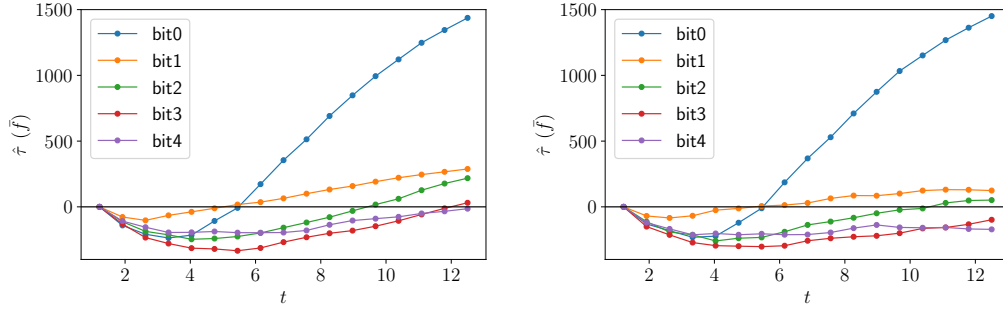 1500
1000
500
0
τ̂ (f̄)
bit0
bit1
bit2
bit3
bit4
2 4 6 8 10 12
t
1500
1000
500
0
τ̂ (f̄)
bit0
bit1
bit2
bit3
bit4
2 4 6 8 10 12
t